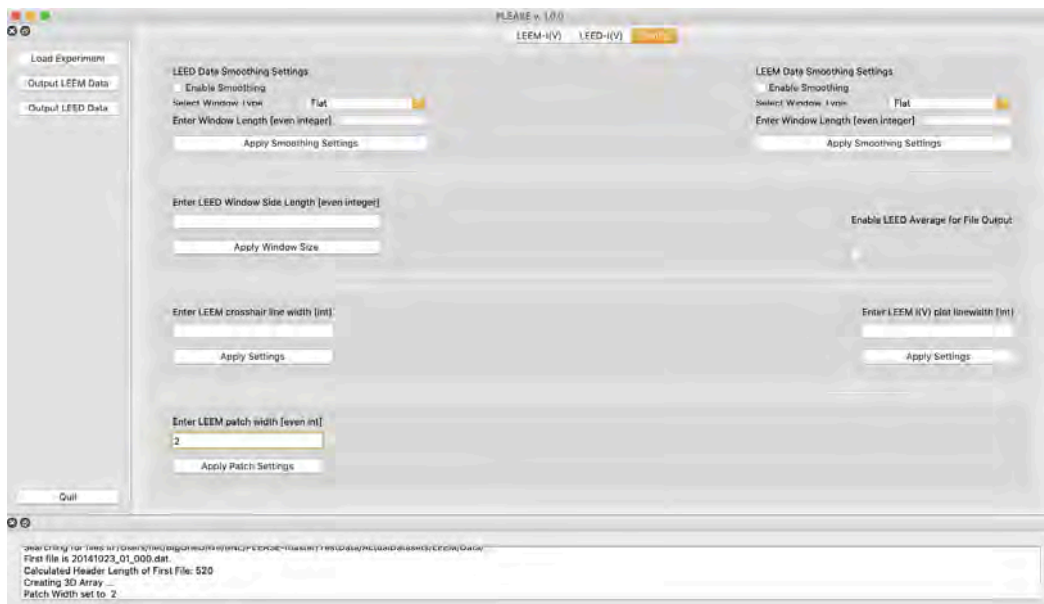 PLEASE v. 1.0.0
LEEM-I(V) LEED-I(V) Config
Load Experiment
Output LEEM Data
Output LEED Data
LEED Data Smoothing Settings
Enable Smoothing
Select Window Type Flat
Enter Window Length [even integer]
Apply Smoothing Settings
LEEM Data Smoothing Settings
Enable Smoothing
Select Window Type Flat
Enter Window Length [even integer]
Apply Smoothing Settings
Enter LEED Window Side Length [even integer]
Apply Window Size
Enable LEED Average for File Output
Enter LEEM crosshair line width [int]
Apply Settings
Enter LEEM I(V) plot linewidth [int]
Apply Settings
Enter LEEM patch width [even int]
2
Apply Patch Settings
Quit
Searching for files in
First file is 20141023_01_000.dat.
Calculated Header Length of First File: 520
Creating 3D Array ...
Patch Width set to 2